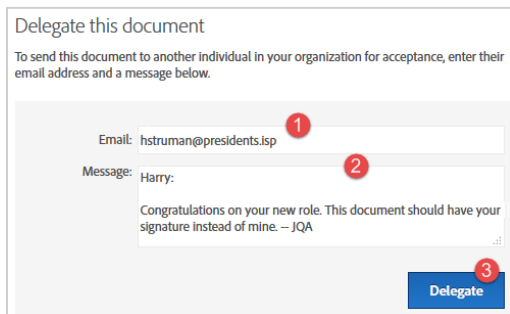 Delegate this document
To send this document to another individual in your organization for acceptance, enter their
email address and a message below.
1
Email: hstruman@presidents.isp
2
Message: Harry:
Congratulations on your new role. This document should have your
signature instead of mine. – JQA
3
Delegate